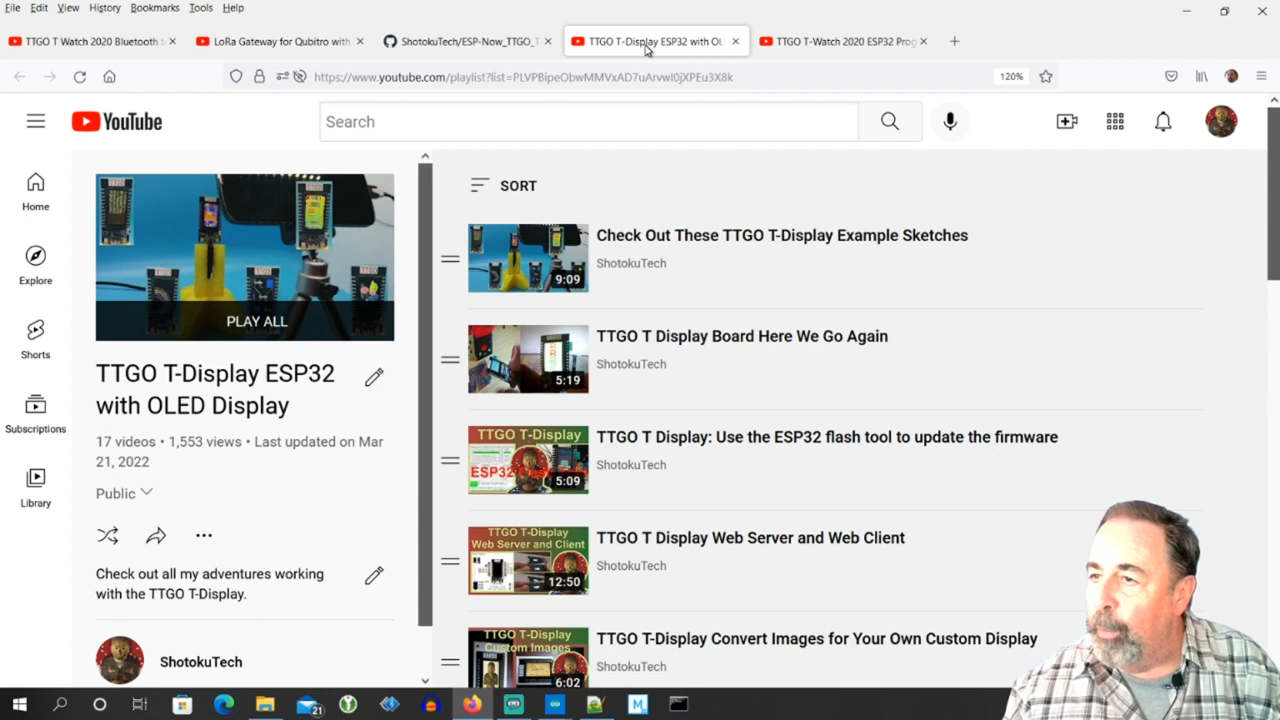 File Edit View History Bookmarks Tools Help
TTGO T Watch 2020 Bluetooth t
LoRa Gateway for Qubitro with
ShotokuTech/ESP-Now_TTGO_T
TTGO T-Display ESP32 with OL
TTGO T-Watch 2020 ESP32 Prog
https://www.youtube.com/playlist?list=PLVPBipeObwMMVxAD7uArvwI0jXPEu3X8k
120%
YouTube
Search
Home
Explore
Shorts
Subscriptions
Library
PLAY ALL
TTGO T-Display ESP32
with OLED Display
17 videos • 1,553 views • Last updated on Mar
21, 2022
Public
Check out all my adventures working
with the TTGO T-Display.
ShotokuTech
SORT
9:09
Check Out These TTGO T-Display Example Sketches
ShotokuTech
5:19
TTGO T Display Board Here We Go Again
ShotokuTech
TTGO T-Display
ESP32 Flash Tool
5:09
TTGO T Display: Use the ESP32 flash tool to update the firmware
ShotokuTech
TTGO T-Display
Web Server and Client
12:50
TTGO T Display Web Server and Web Client
ShotokuTech
TTGO T-Display
Custom Images
6:02
TTGO T-Display Convert Images for Your Own Custom Display
ShotokuTech
21
M